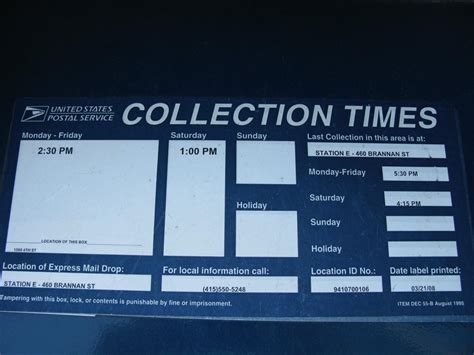 UNITED STATES
POSTAL SERVICE
COLLECTION TIMES
Monday - Friday
2:30 PM
LOCATION OF THIS BOX
1200 4TH ST
Saturday
1:00 PM
Sunday
Holiday
Last Collection in this area is at:
STATION E - 460 BRANNAN ST
Monday-Friday
5:30 PM
Saturday
4:15 PM
Sunday
Holiday
Location of Express Mail Drop:
STATION E - 460 BRANNAN ST
For local information call:
(415)550-5248
Location ID No.:
9410700106
Date label printed:
03/21/08
Tampering with this box, lock, or contents is punishable by fine or imprisonment.
ITEM DEC 55-B August 1995